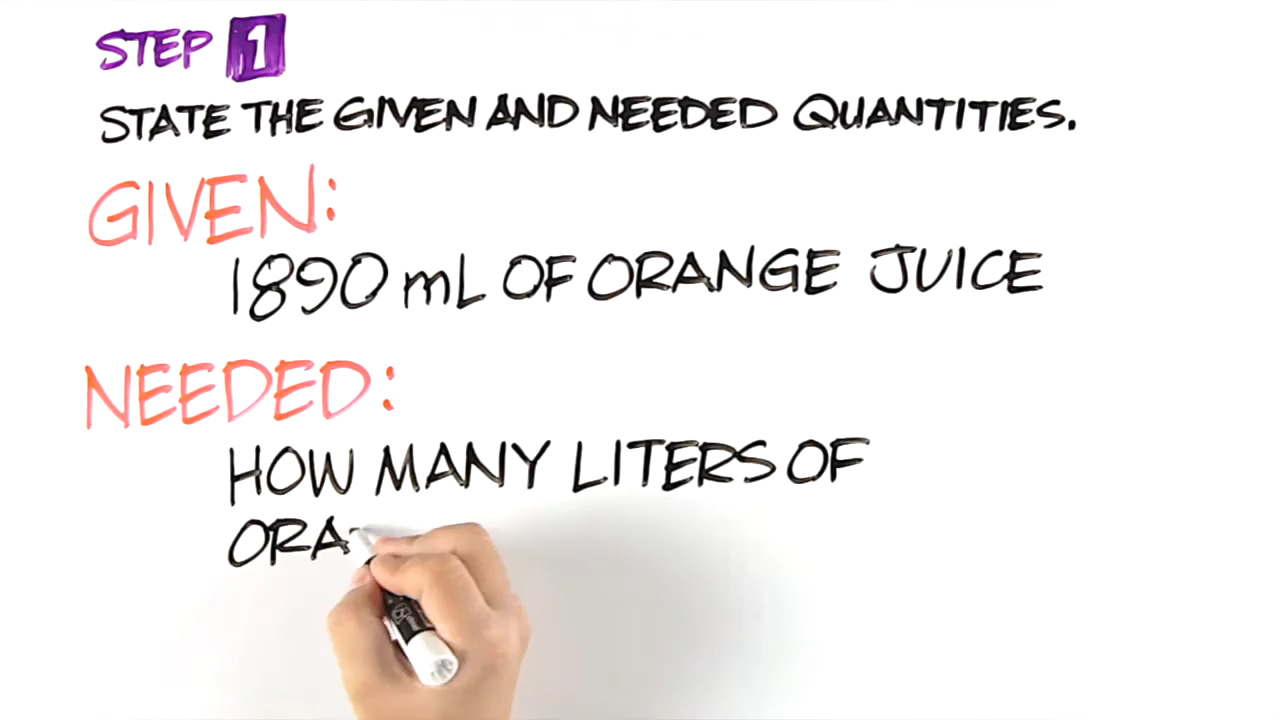 STEP 1
STATE THE GIVEN AND NEEDED QUANTITIES.
GIVEN:
1890 mL OF ORANGE JUICE
NEEDED:
HOW MANY LITERS OF
ORA